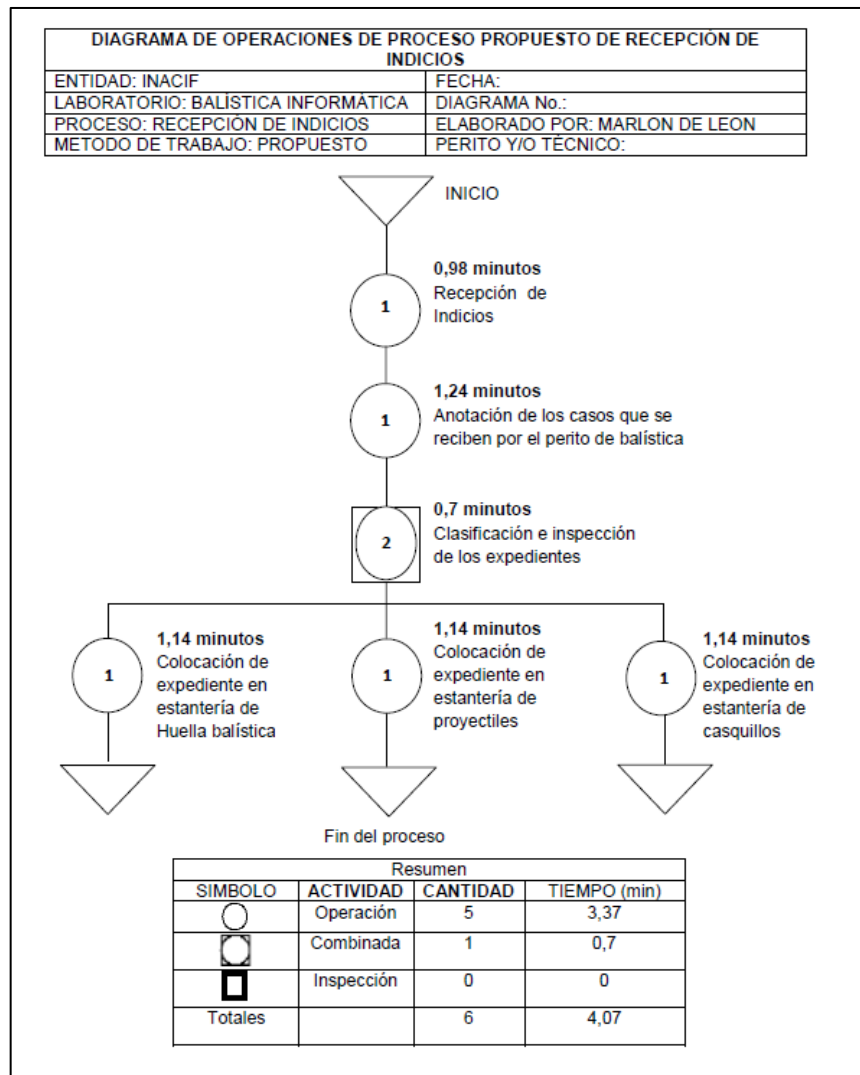 DIAGRAMA DE OPERACIONES DE PROCESO PROPUESTO DE RECEPCIÓN DE
INDICIOS
ENTIDAD: INACIF FECHA:
LABORATORIO: BALÍSTICA INFORMÁTICA DIAGRAMA No.:
PROCESO: RECEPCIÓN DE INDICIOS ELABORADO POR: MARLON DE LEON
METODO DE TRABAJO: PROPUESTO PERITO Y/O TÉCNICO:
INICIO
0,98 minutos
1
Recepción de
Indicios
1,24 minutos
1
Anotación de los casos que se
reciben por el perito de balística
0,7 minutos
2
Clasificación e inspección
de los expedientes
1,14 minutos
1
Colocación de
expediente en
estantería de
Huella balística
1,14 minutos
1
Colocación de
expediente en
estantería de
proyectiles
1,14 minutos
1
Colocación de
expediente en
estantería de
casquillos
Fin del proceso
Resumen
SIMBOLO ACTIVIDAD CANTIDAD TIEMPO (min)
Operación 5 3,37
Combinada 1 0,7
Inspección 0 0
Totales 6 4,07